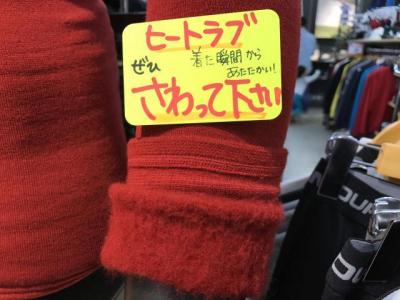 ヒートラブ
着た瞬間から
あたたかい!
ぜひ
さわって下さい